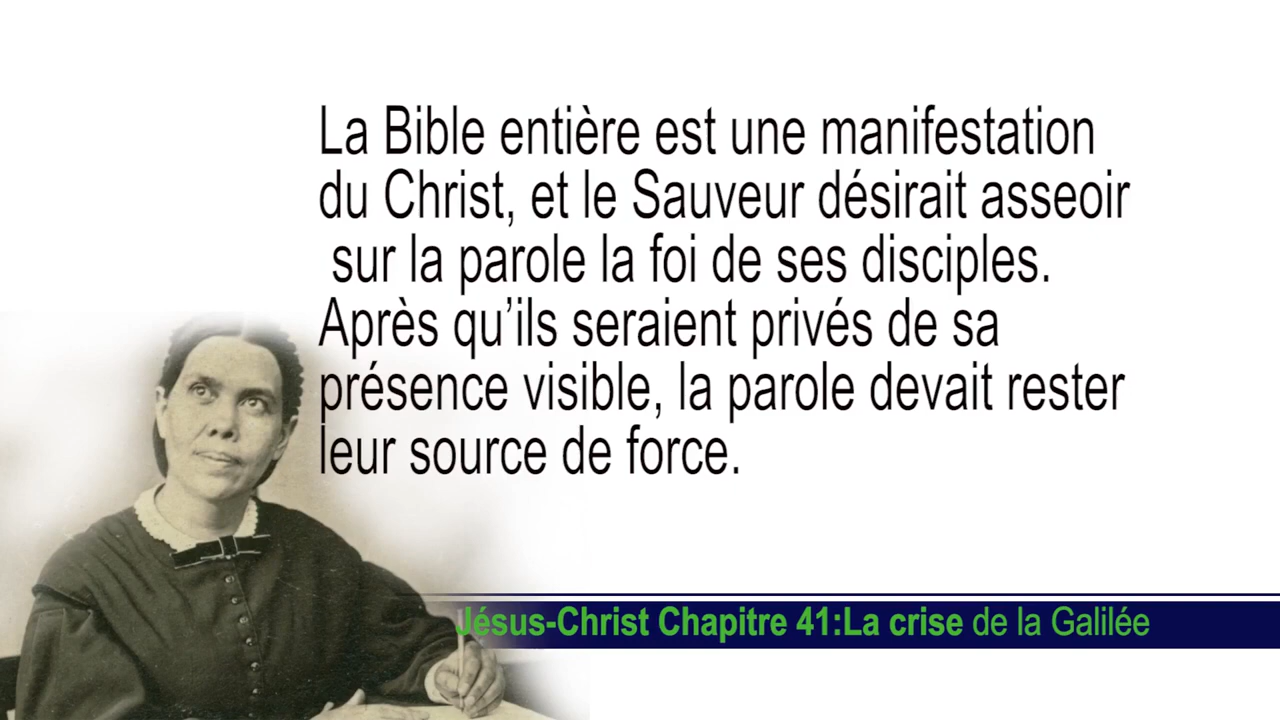 La Bible entière est une manifestation
du Christ, et le Sauveur désirait asseoir
sur la parole la foi de ses disciples.
Après qu’ils seraient privés de sa
présence visible, la parole devait rester
leur source de force.
Jésus-Christ Chapitre 41:La crise de la Galilée